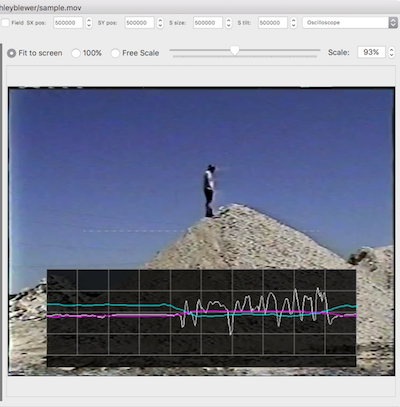 hleyblewer/sample.mov
Field SX pos: 500000 SY pos: 500000 S size: 500000 S tilt: 500000 Oscilloscope
Fit to screen 100% Free Scale Scale: 93%